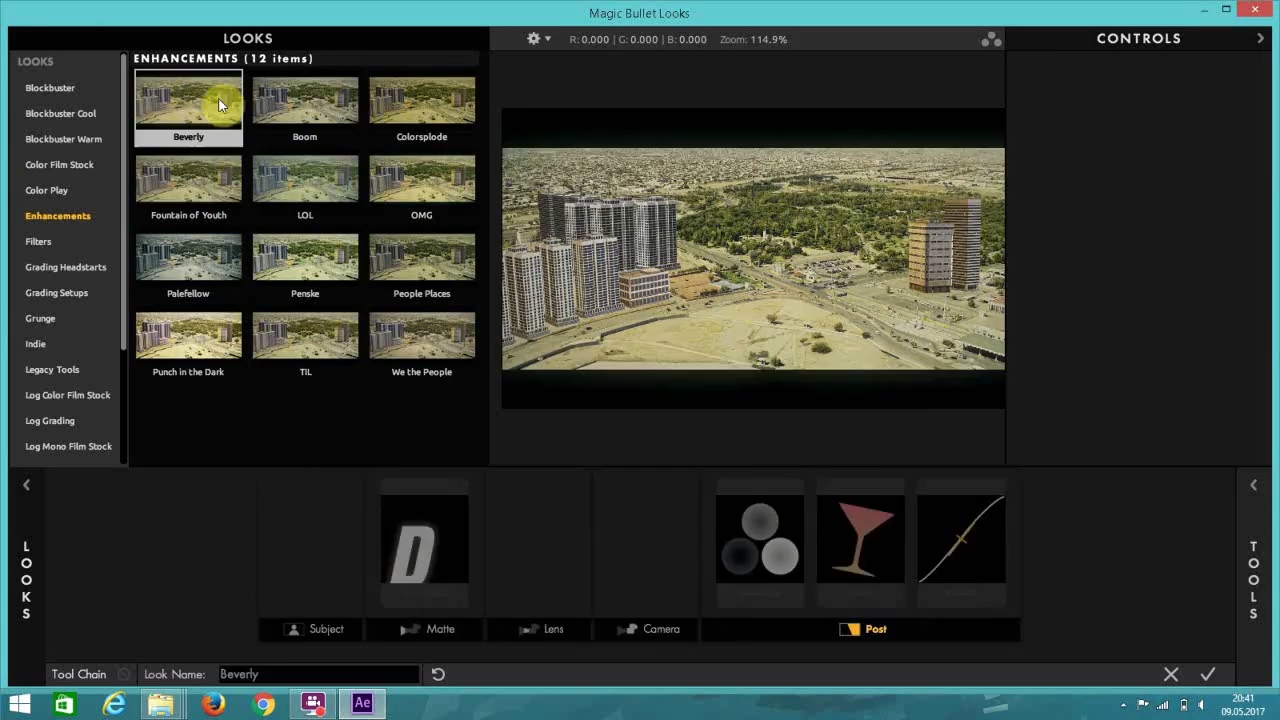 Magic Bullet Looks
LOOKS
R: 0.000 | G: 0.000 | B: 0.000 Zoom: 114.9%
CONTROLS
LOOKS
Blockbuster
Blockbuster Cool
Blockbuster Warm
Color Film Stock
Color Play
Enhancements
Filters
Grading Headstarts
Grading Setups
Grunge
Indie
Legacy Tools
Log Color Film Stock
Log Grading
Log Mono Film Stock
ENHANCEMENTS (12 items)
Beverly
Boom
Colorsplode
Fountain of Youth
LOL
OMG
Palefellow
Penske
People Places
Punch in the Dark
TIL
We the People
LOOKS
D
TOOLS
Subject
Matte
Lens
Camera
Post
Tool Chain
Look Name: Beverly
Ae
20:41
09.05.2017